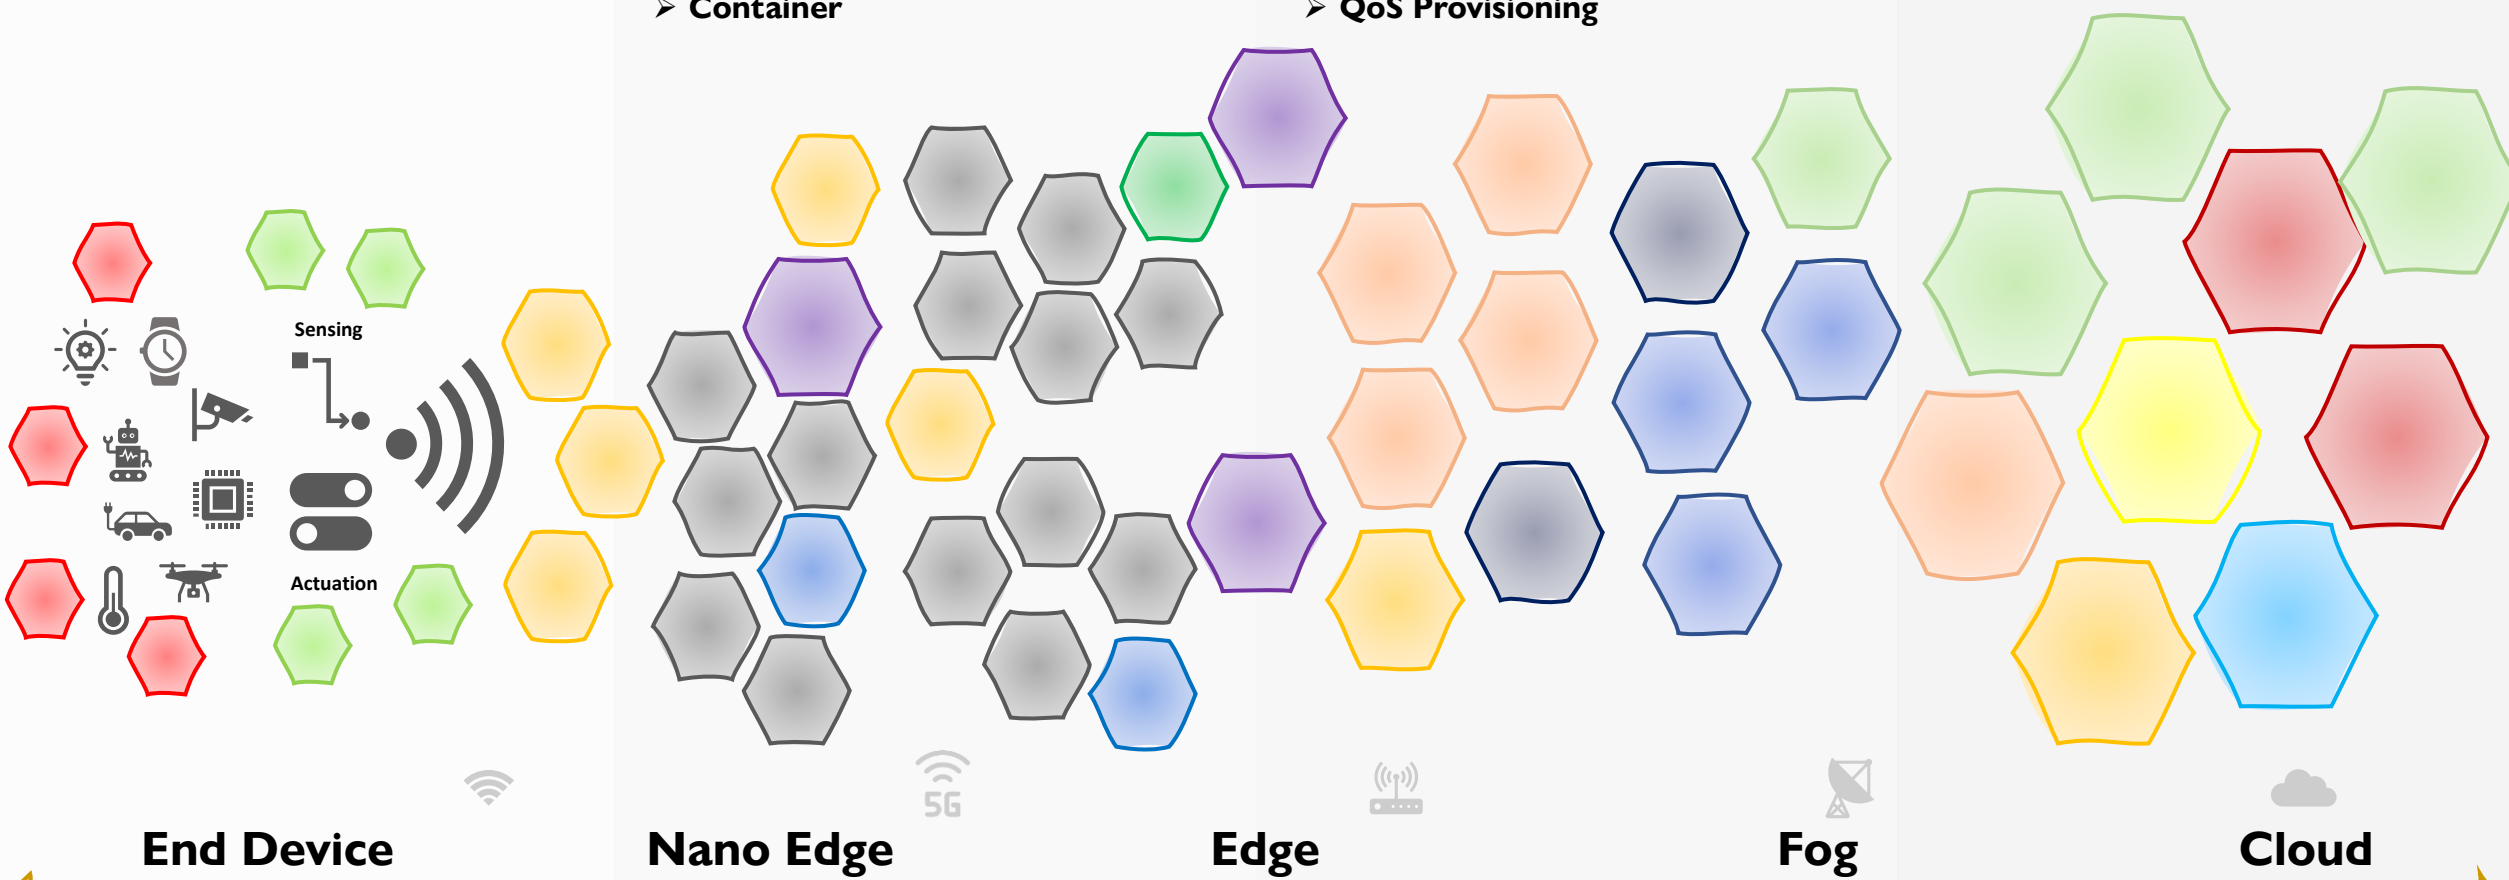 ➢ Container
➢ QoS Provisioning
Sensing
Actuation
5G
End Device
Nano Edge
Edge
Fog
Cloud